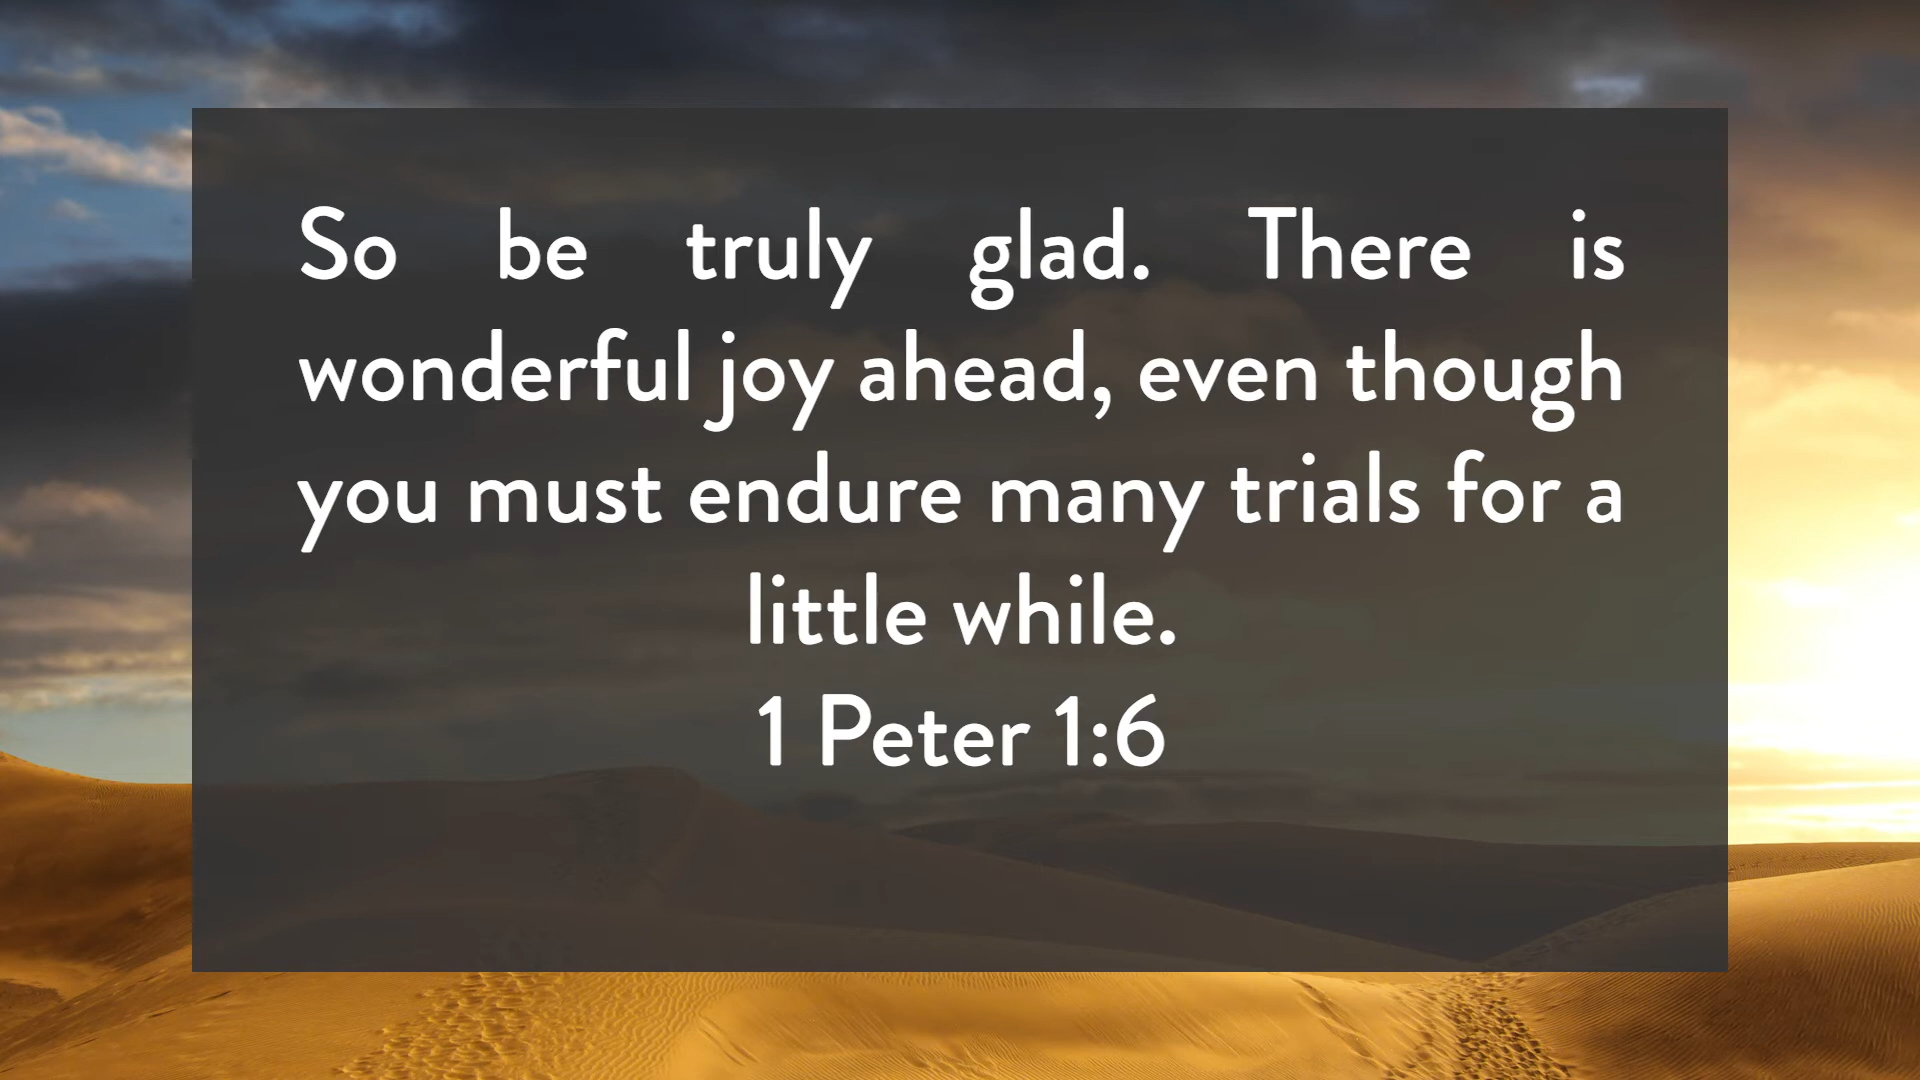 So be truly glad. There is
wonderful joy ahead, even though
you must endure many trials for a
little while.
1 Peter 1:6